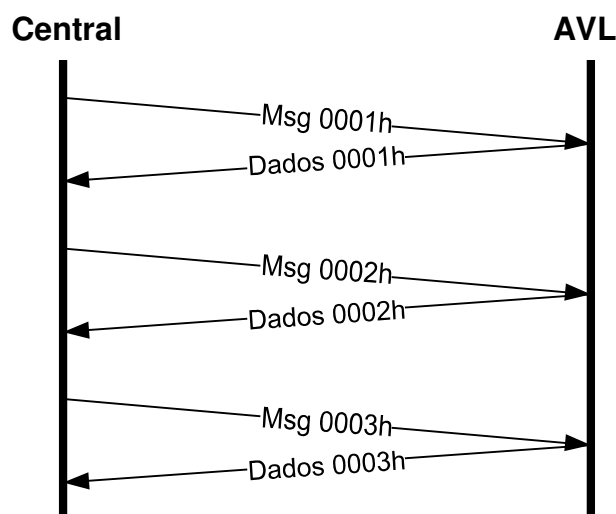 Central
AVL
Msg 0001h
Dados 0001h
Msg 0002h
Dados 0002h
Msg 0003h
Dados 0003h